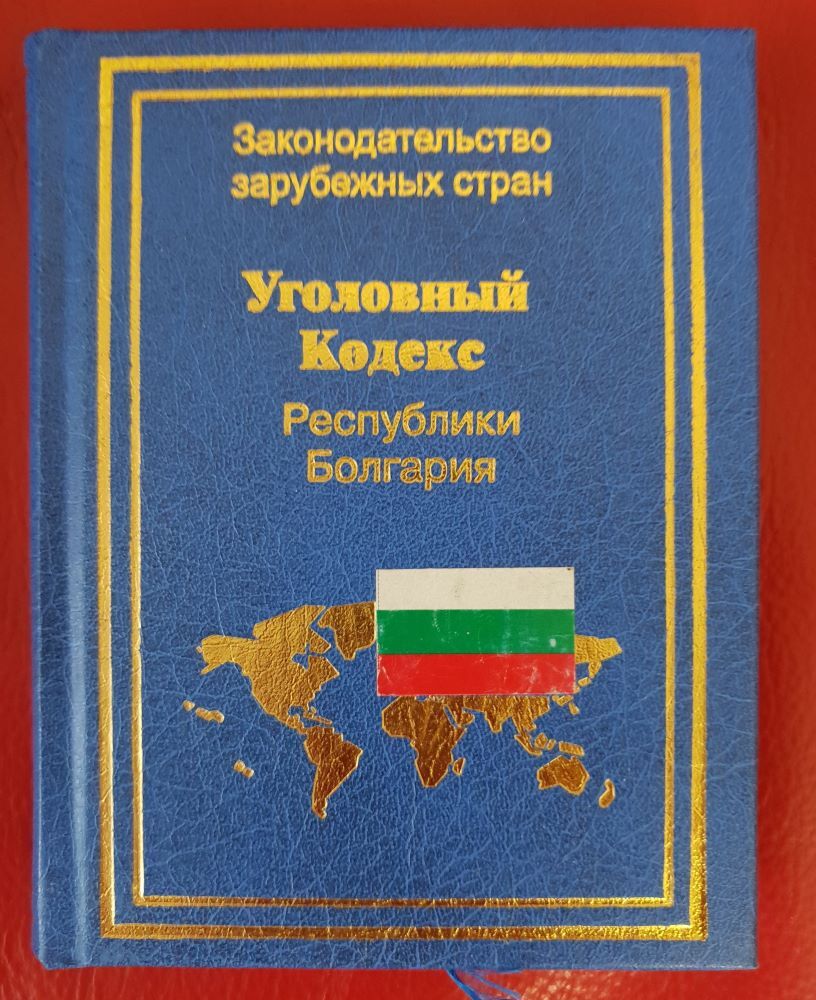 Законодательство
зарубежных стран
Уголовный
Кодекс
Республики
Болгария